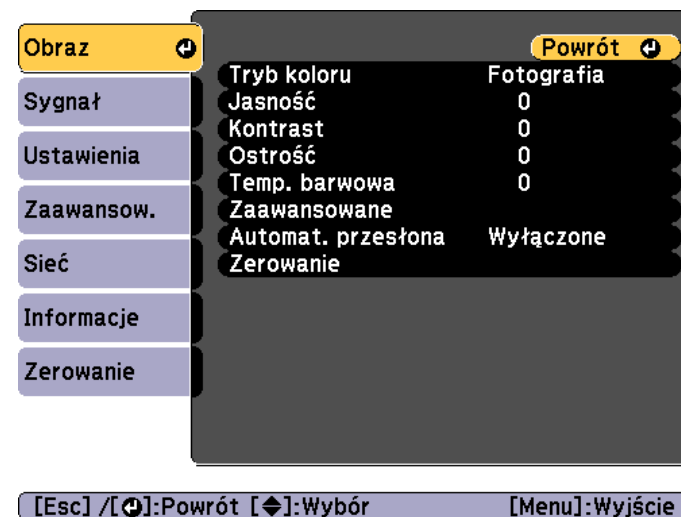 Obraz
Sygnał
Ustawienia
Zaawansow.
Sieć
Informacje
Zerowanie
Powrót
Tryb koloru Fotografia
Jasność 0
Kontrast 0
Ostrość 0
Temp. barwowa 0
Zaawansowane
Automat. przesłona Wyłączone
Zerowanie
[Esc] /[⏎]:Powrót [◆]:Wybór [Menu]:Wyjście